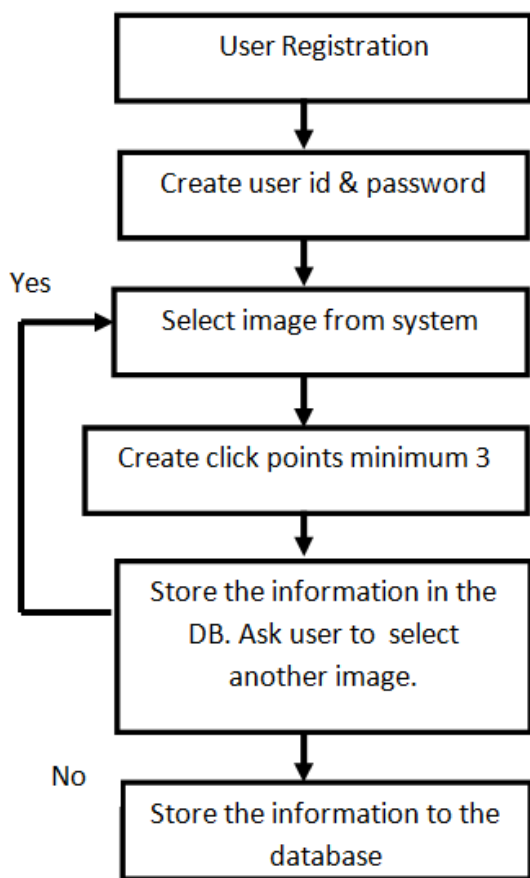 User Registration
Create user id & password
Yes
Select image from system
Create click points minimum 3
Store the information in the
DB. Ask user to select
another image.
No
Store the information to the
database